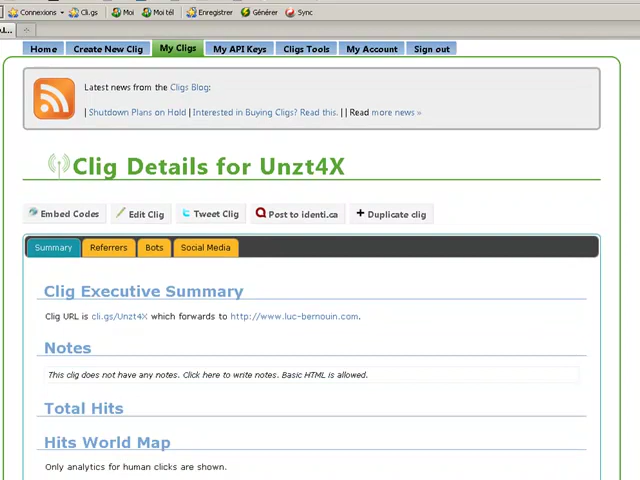 Connexions Cli.gs Moi Moi tél Enregistrer Générer Sync
Home Create New Clig My Cligs My API Keys Cligs Tools My Account Sign out
Latest news from the Cligs Blog:
| Shutdown Plans on Hold | Interested in Buying Cligs? Read this. | | Read more news »
Clig Details for Unzt4X
Embed Codes Edit Clig Tweet Clig Post to identi.ca Duplicate clig
Summary Referrers Bots Social Media
Clig Executive Summary
Clig URL is cli.gs/Unzt4X which forwards to http://www.luc-bernouin.com.
Notes
This clig does not have any notes. Click here to write notes. Basic HTML is allowed.
Total Hits
Hits World Map
Only analytics for human clicks are shown.